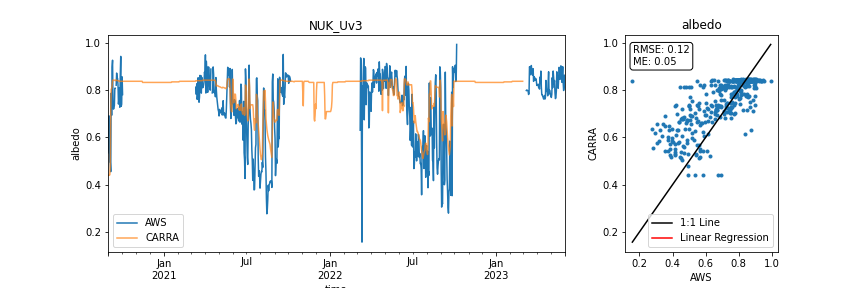 NUK_Uv3
albedo
1.0
0.8
0.6
0.4
0.2
albedo
AWS
CARRA
Jan
2021
Jul
Jan
2022
Jul
Jan
2023
time
albedo
RMSE: 0.12
ME: 0.05
1.0
0.8
0.6
0.4
0.2
CARRA
1:1 Line
Linear Regression
0.2
0.4
0.6
0.8
1.0
AWS